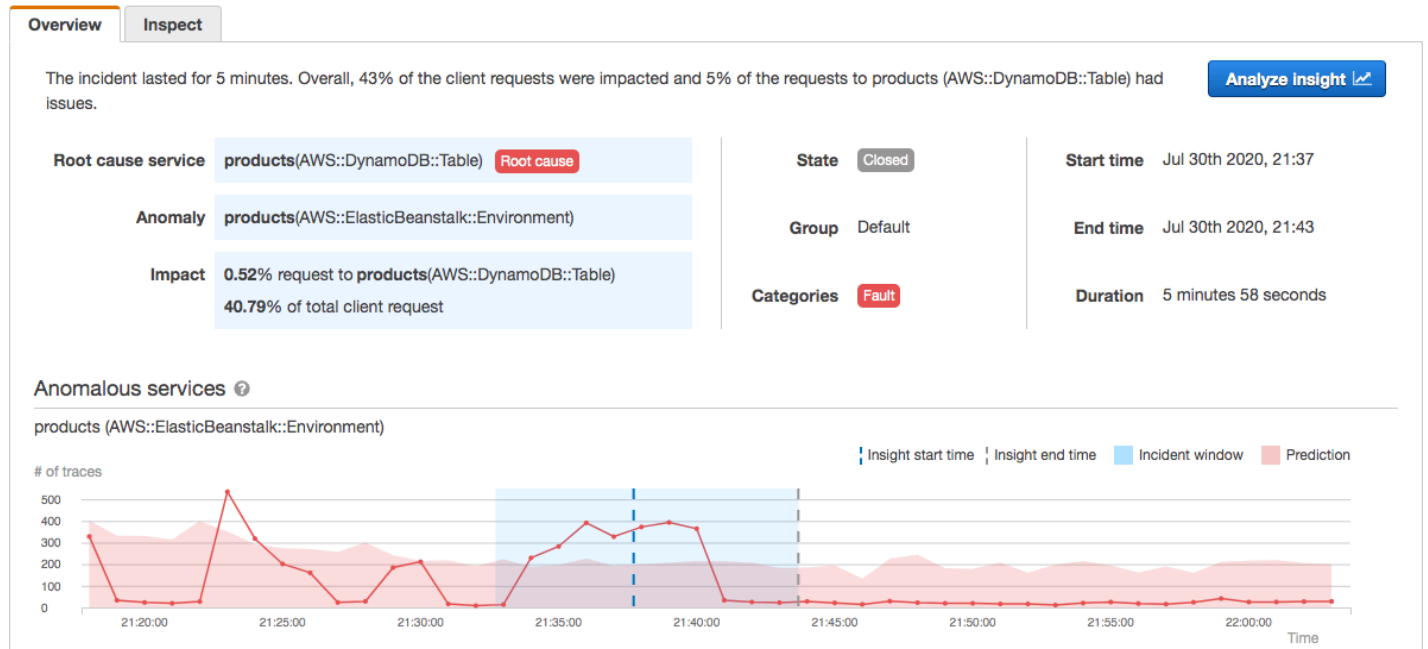 Overview Inspect
The incident lasted for 5 minutes. Overall, 43% of the client requests were impacted and 5% of the requests to products (AWS::DynamoDB::Table) had
issues.
Analyze insight
Root cause service products(AWS::DynamoDB::Table) Root cause
Anomaly products(AWS::ElasticBeanstalk::Environment)
Impact 0.52% request to products(AWS::DynamoDB::Table)
40.79% of total client request
State Closed
Group Default
Categories Fault
Start time Jul 30th 2020, 21:37
End time Jul 30th 2020, 21:43
Duration 5 minutes 58 seconds
Anomalous services ?
products (AWS::ElasticBeanstalk::Environment)
Insight start time Insight end time Incident window Prediction
# of traces
500
400
300
200
100
0
21:20:00 21:25:00 21:30:00 21:35:00 21:40:00 21:45:00 21:50:00 21:55:00 22:00:00
Time